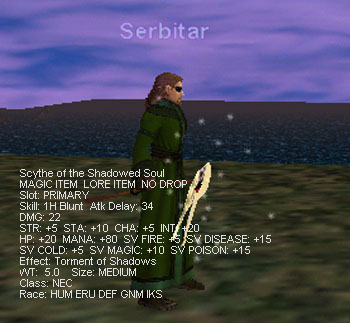 Serbitar
Scythe of the Shadowed Soul
MAGIC ITEM LORE ITEM NO DROP
Slot: PRIMARY
Skill: 1H Blunt Atk Delay: 34
DMG: 22
STR: +5 STA: +10 CHA: +5 INT: +20
HP: +20 MANA: +80 SV FIRE: +5 SV DISEASE: +15
SV COLD: +5 SV MAGIC: +10 SV POISON: +15
Effect: Torment of Shadows
WT: 5.0 Size: MEDIUM
Class: NEC
Race: HUM ERU DEF GNM IKS